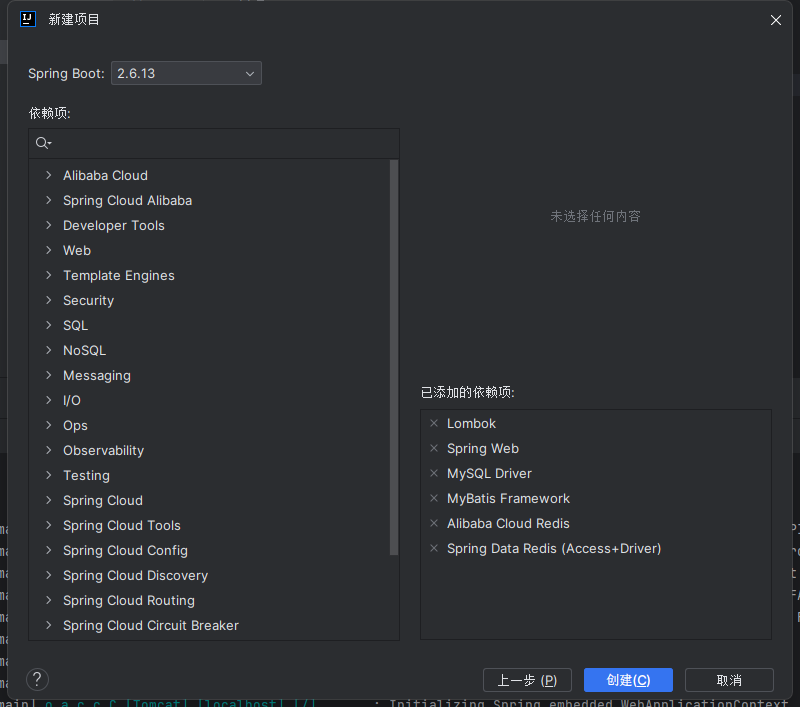 IJ 新建项目
Spring Boot: 2.6.13
依赖项:
Alibaba Cloud
Spring Cloud Alibaba
Developer Tools
Web
Template Engines
Security
SQL
NoSQL
Messaging
I/O
Ops
Observability
Testing
Spring Cloud
Spring Cloud Tools
Spring Cloud Config
Spring Cloud Discovery
Spring Cloud Routing
Spring Cloud Circuit Breaker
未选择任何内容
已添加的依赖项:
Lombok
Spring Web
MySQL Driver
MyBatis Framework
Alibaba Cloud Redis
Spring Data Redis (Access+Driver)
? 上一步 (P) 创建(C) 取消
main] o.a.c.c.C.[Tomcat].[localhost].[/] : Initializing Spring embedded WebApplicationContext